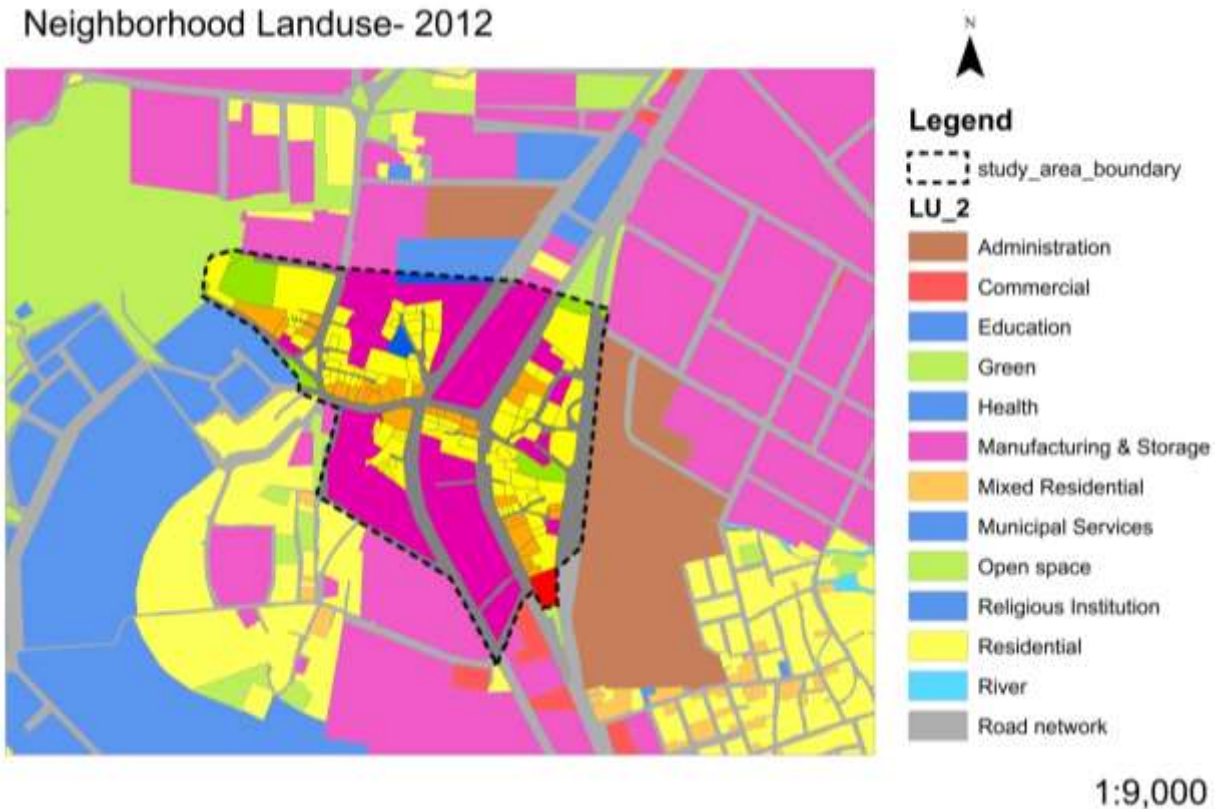 Neighborhood Landuse- 2012
N
Legend
study_area_boundary
LU_2
Administration
Commercial
Education
Green
Health
Manufacturing & Storage
Mixed Residential
Municipal Services
Open space
Religious Institution
Residential
River
Road network
1:9,000